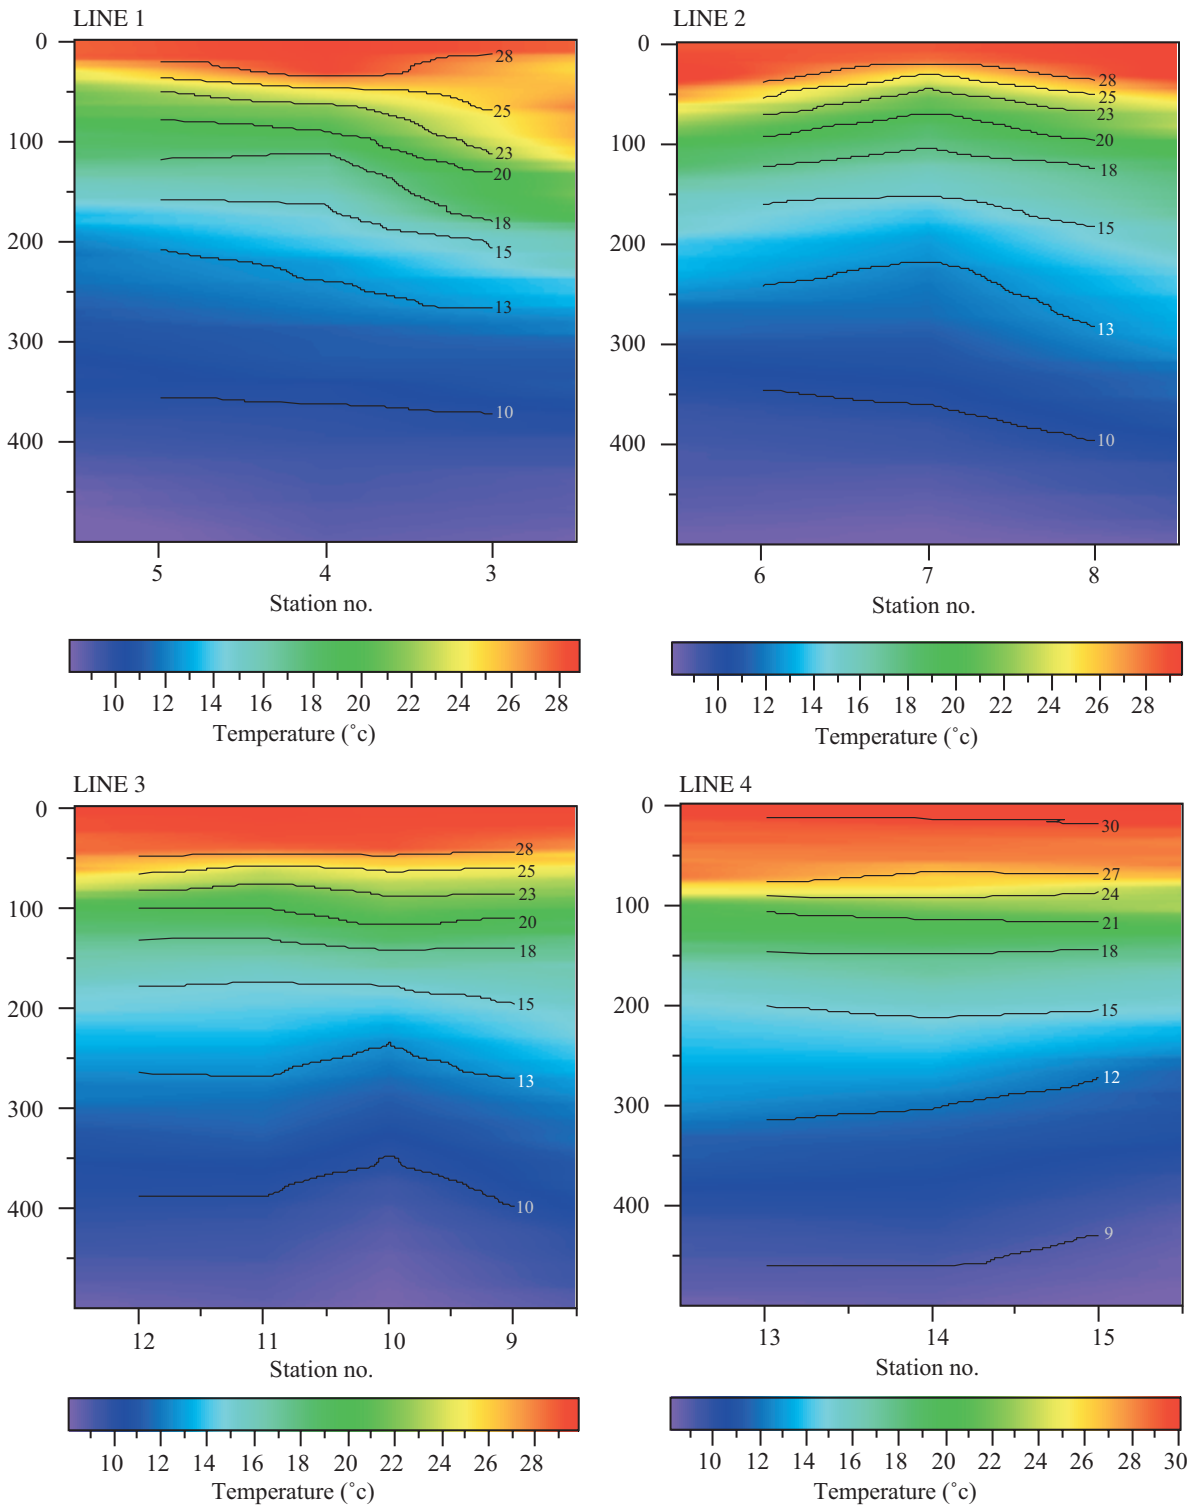 LINE 1
0
100
200
300
400
28
25
23
20
18
15
13
10
5 4 3
Station no.
10 12 14 16 18 20 22 24 26 28
Temperature (˚c)
LINE 2
0
100
200
300
400
28
25
23
20
18
15
13
10
6 7 8
Station no.
10 12 14 16 18 20 22 24 26 28
Temperature (˚c)
LINE 3
0
100
200
300
400
28
25
23
20
18
15
13
10
12 11 10 9
Station no.
10 12 14 16 18 20 22 24 26 28
Temperature (˚c)
LINE 4
0
100
200
300
400
30
27
24
21
18
15
12
9
13 14 15
Station no.
10 12 14 16 18 20 22 24 26 28 30
Temperature (˚c)